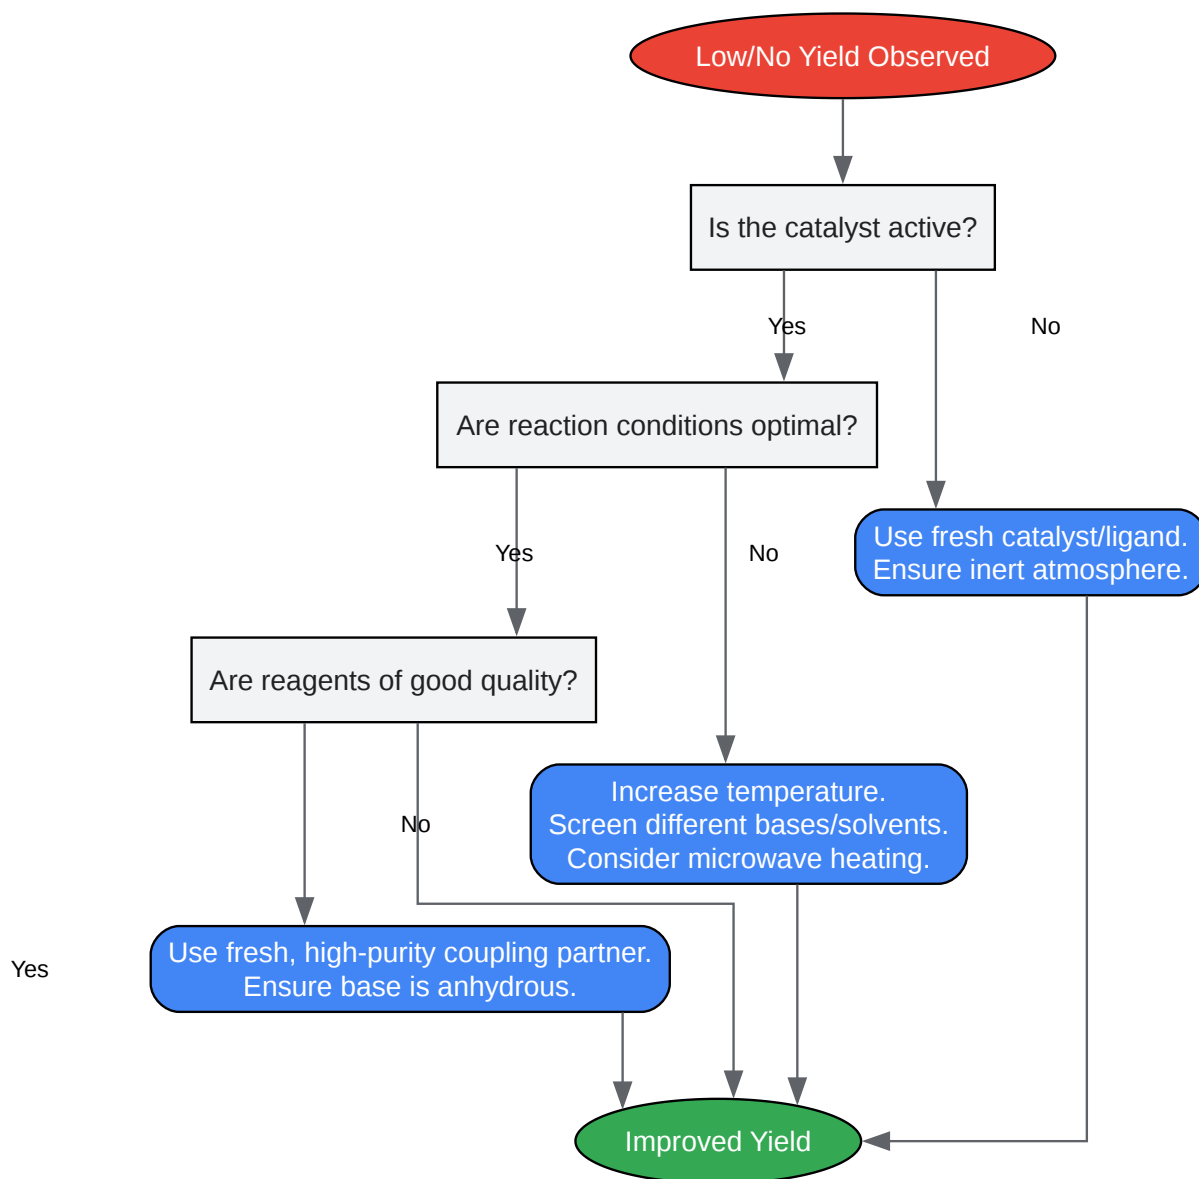 Low/No Yield Observed
Is the catalyst active?
Yes
No
Are reaction conditions optimal?
Yes
No
Use fresh catalyst/ligand.
Ensure inert atmosphere.
Are reagents of good quality?
Increase temperature.
Screen different bases/solvents.
Consider microwave heating.
No
Yes
Use fresh, high-purity coupling partner.
Ensure base is anhydrous.
Improved Yield